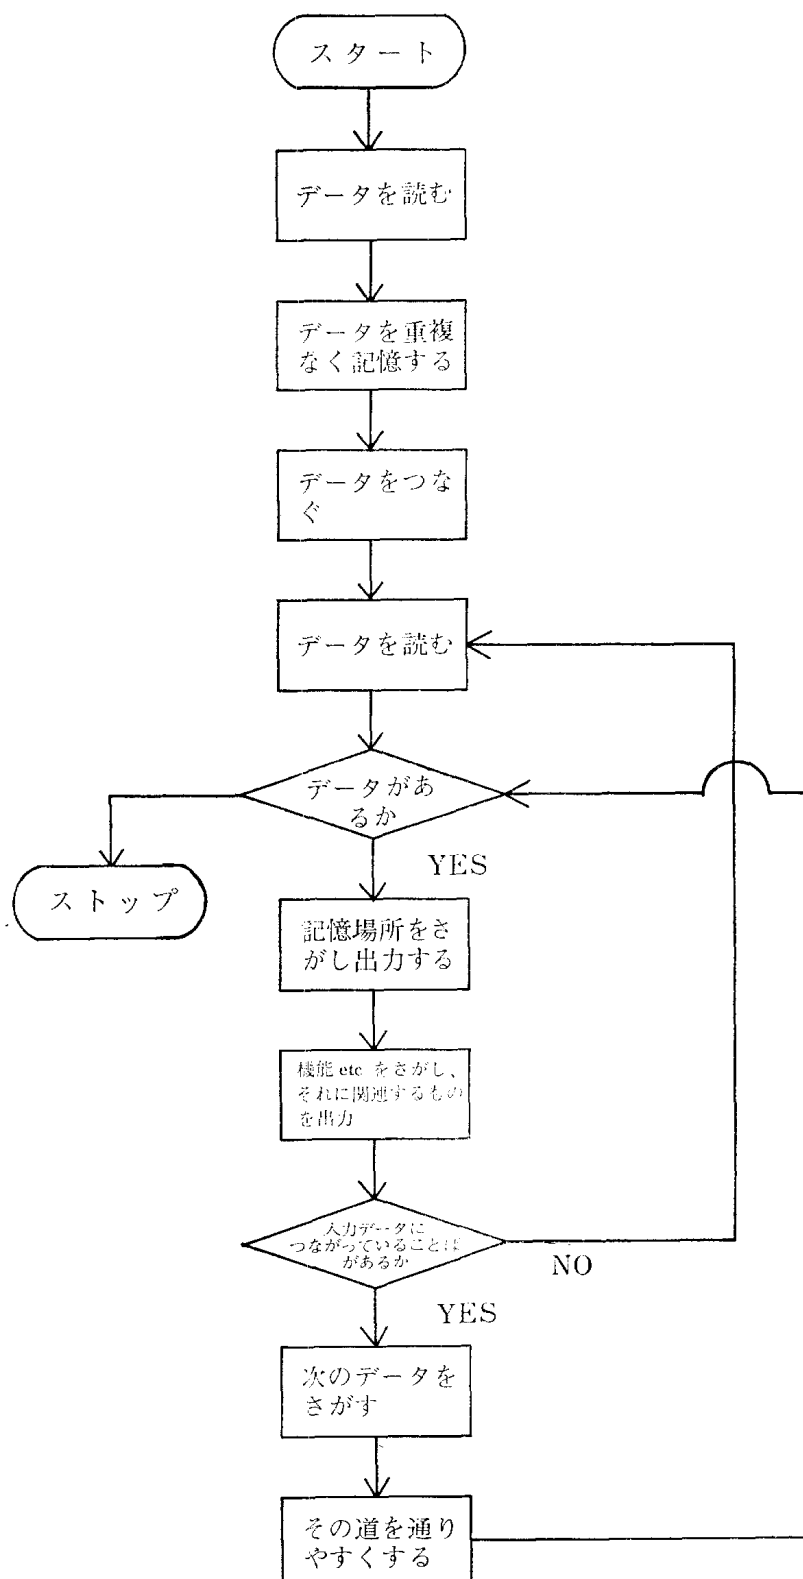 スタート
データを読む
データを重複
なく記憶する
データをつな
ぐ
データを読む
データがあ
るか
YES
ストップ
記憶場所をさ
がし出力する
機能 etc をさがし、
それに関連するもの
を出力
入力データに
つながっていることば
があるか
NO
YES
次のデータを
さがす
その道を通り
やすくする